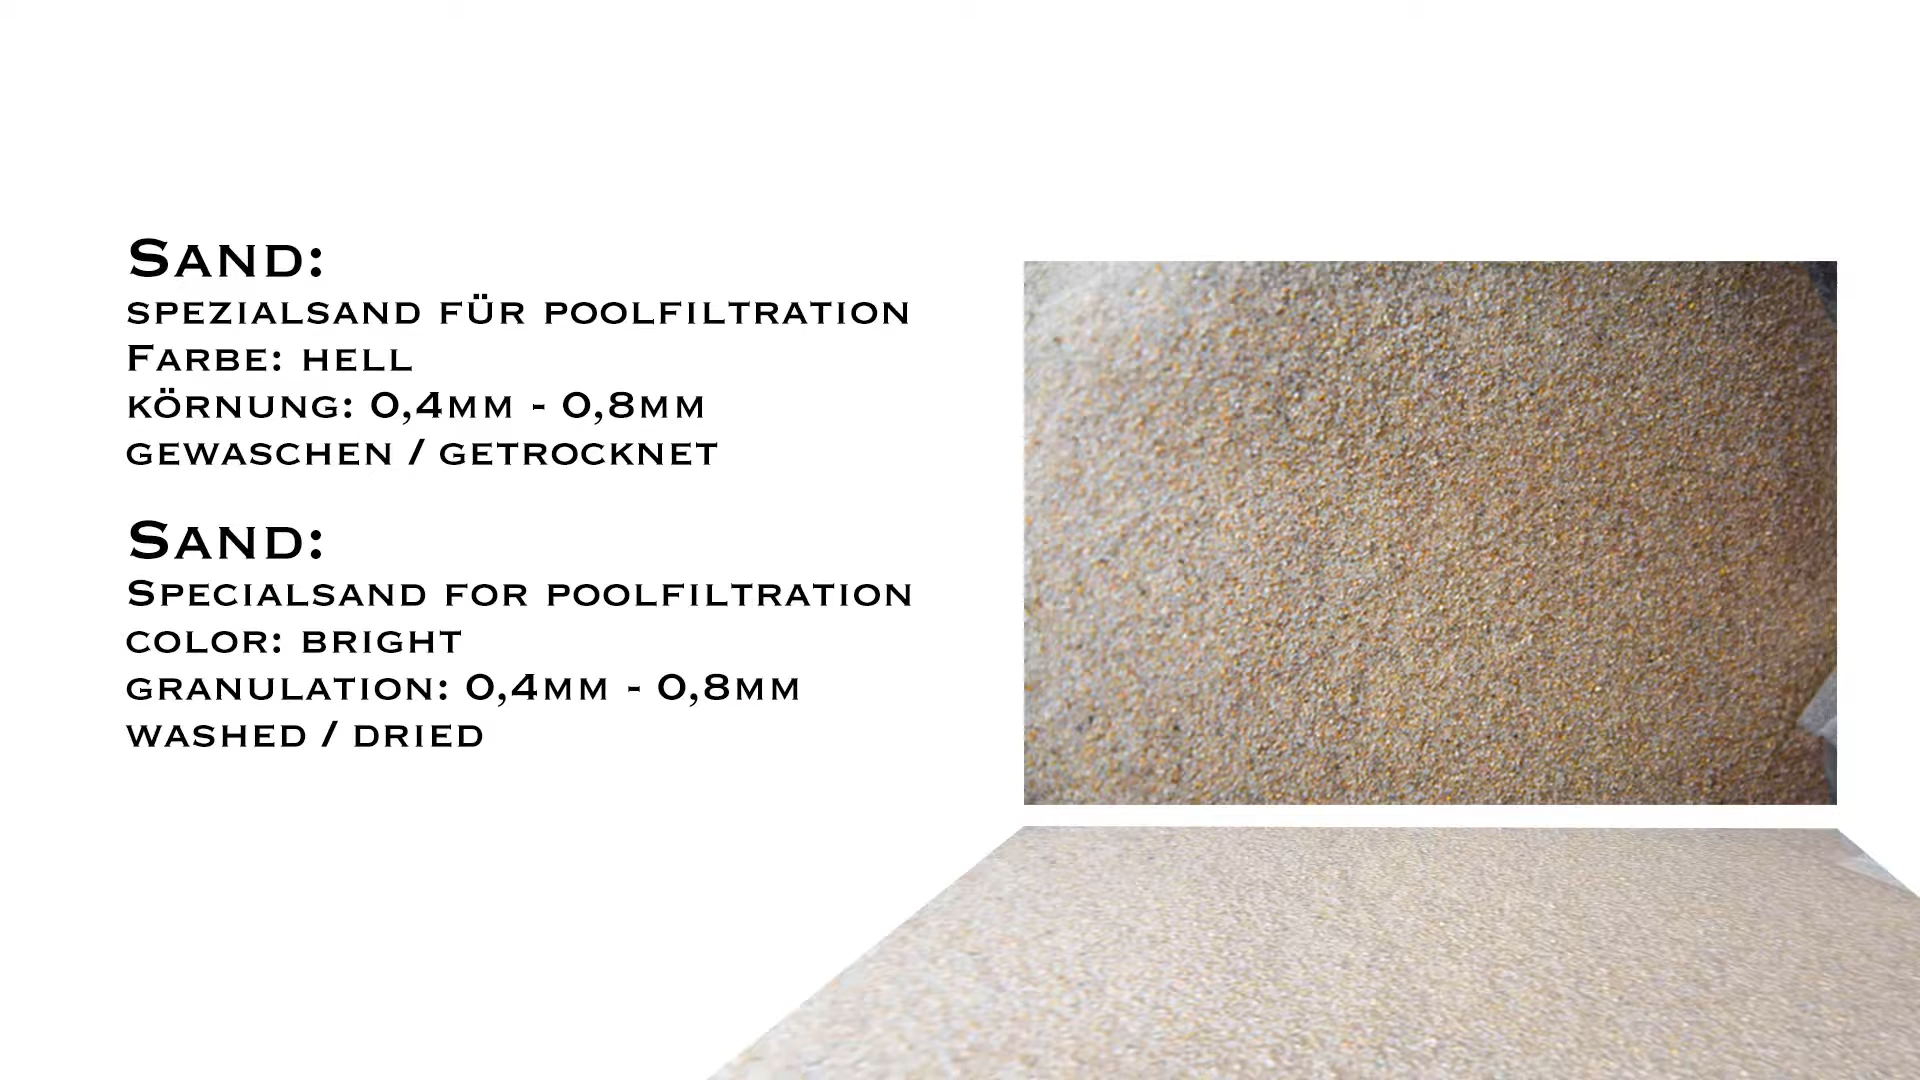 Sand:
spezialsand für poolfiltration
Farbe: hell
körnung: 0,4mm - 0,8mm
gewaschen / getrocknet
Sand:
Specialsand for poolfiltration
color: bright
granulation: 0,4mm - 0,8mm
washed / dried